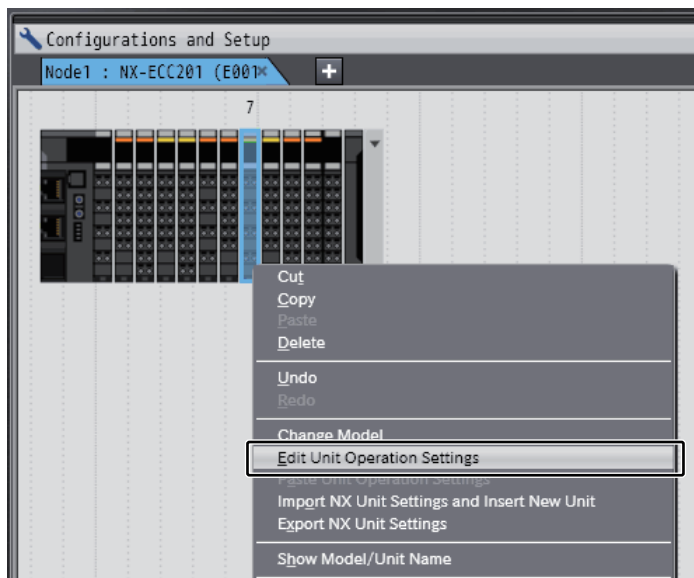 Configurations and Setup
Node1 : NX-ECC201 (E001
7
Cut
Copy
Paste
Delete
Undo
Redo
Change Model
Edit Unit Operation Settings
Paste Unit Operation Settings
Import NX Unit Settings and Insert New Unit
Export NX Unit Settings
Show Model/Unit Name